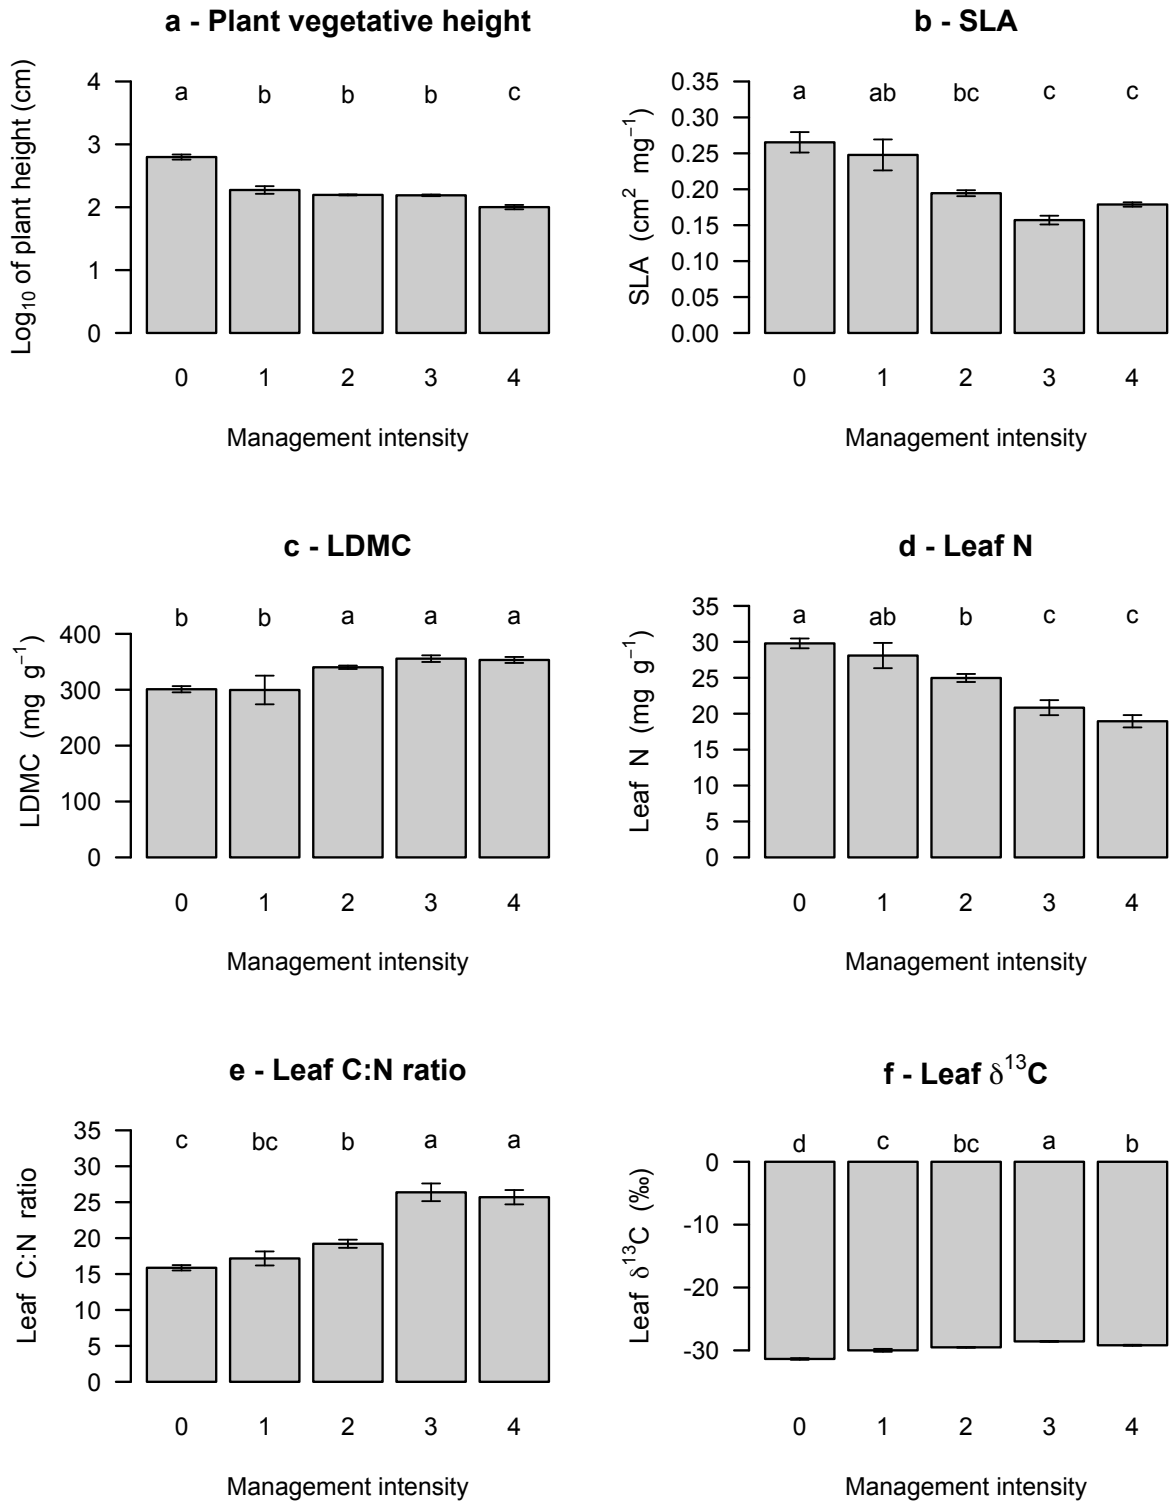 a - Plant vegetative height
Log₁₀ of plant height (cm)
4
3
2
1
0
a b b b c
0 1 2 3 4
Management intensity
b - SLA
SLA (cm² mg⁻¹)
0.35
0.30
0.25
0.20
0.15
0.10
0.05
0.00
a ab bc c c
0 1 2 3 4
Management intensity
c - LDMC
LDMC (mg g⁻¹)
400
300
200
100
0
b b a a a
0 1 2 3 4
Management intensity
d - Leaf N
Leaf N (mg g⁻¹)
35
30
25
20
15
10
5
0
a ab b c c
0 1 2 3 4
Management intensity
e - Leaf C:N ratio
Leaf C:N ratio
35
30
25
20
15
10
5
0
c bc b a a
0 1 2 3 4
Management intensity
f - Leaf δ¹³C
Leaf δ¹³C (‰)
0
-10
-20
-30
d c bc a b
0 1 2 3 4
Management intensity